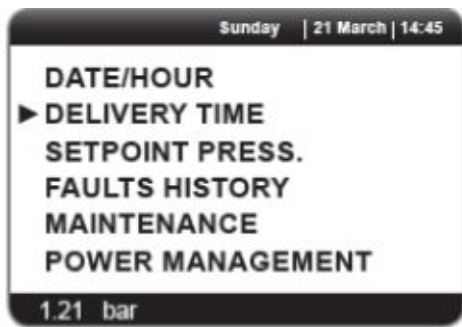 Sunday | 21 March | 14:45
DATE/HOUR
DELIVERY TIME
SETPOINT PRESS.
FAULTS HISTORY
MAINTENANCE
POWER MANAGEMENT
1.21 bar